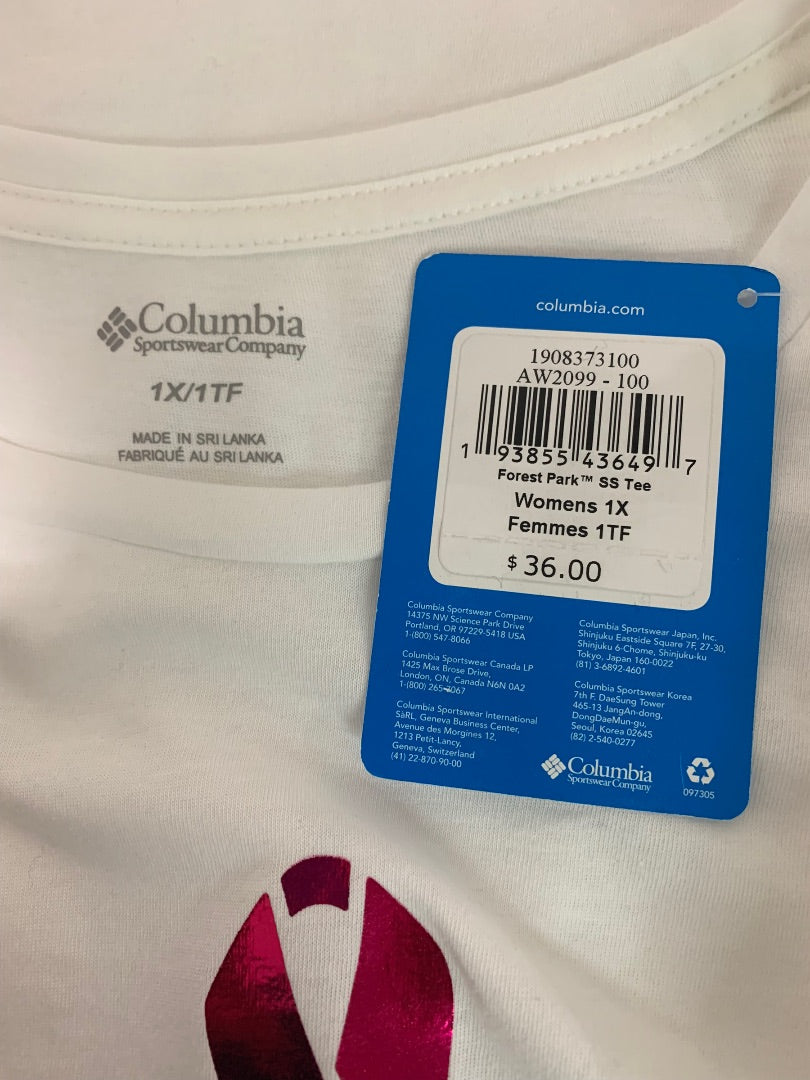 Columbia
Sportswear Company
1X/1TF
MADE IN SRI LANKA
FABRIQUÉ AU SRI LANKA
columbia.com
1908373100
AW2099 - 100
1 93855 43649 7
Forest Park™ SS Tee
Womens 1X
Femmes 1TF
$ 36.00
Columbia Sportswear Company
14375 NW Science Park Drive
Portland, OR 97229-5418 USA
1-(800) 547-8066
Columbia Sportswear Canada LP
1425 Max Brose Drive,
London, ON, Canada N6N 0A2
1-(800) 265-7067
Columbia Sportswear International
SàRL, Geneva Business Center,
Avenue des Morgines 12,
1213 Petit-Lancy,
Geneva, Switzerland
(41) 22-870-90-00
Columbia Sportswear Japan, Inc.
Shinjuku Eastside Square 7F, 27-30,
Shinjuku 6-Chome, Shinjuku-ku
Tokyo, Japan 160-0022
(81) 3-6892-4601
Columbia Sportswear Korea
7th F. DaeSung Tower
465-13 JangAn-dong,
DongDaeMun-gu,
Seoul, Korea 02645
(82) 2-540-0277
Columbia
Sportswear Company
097305